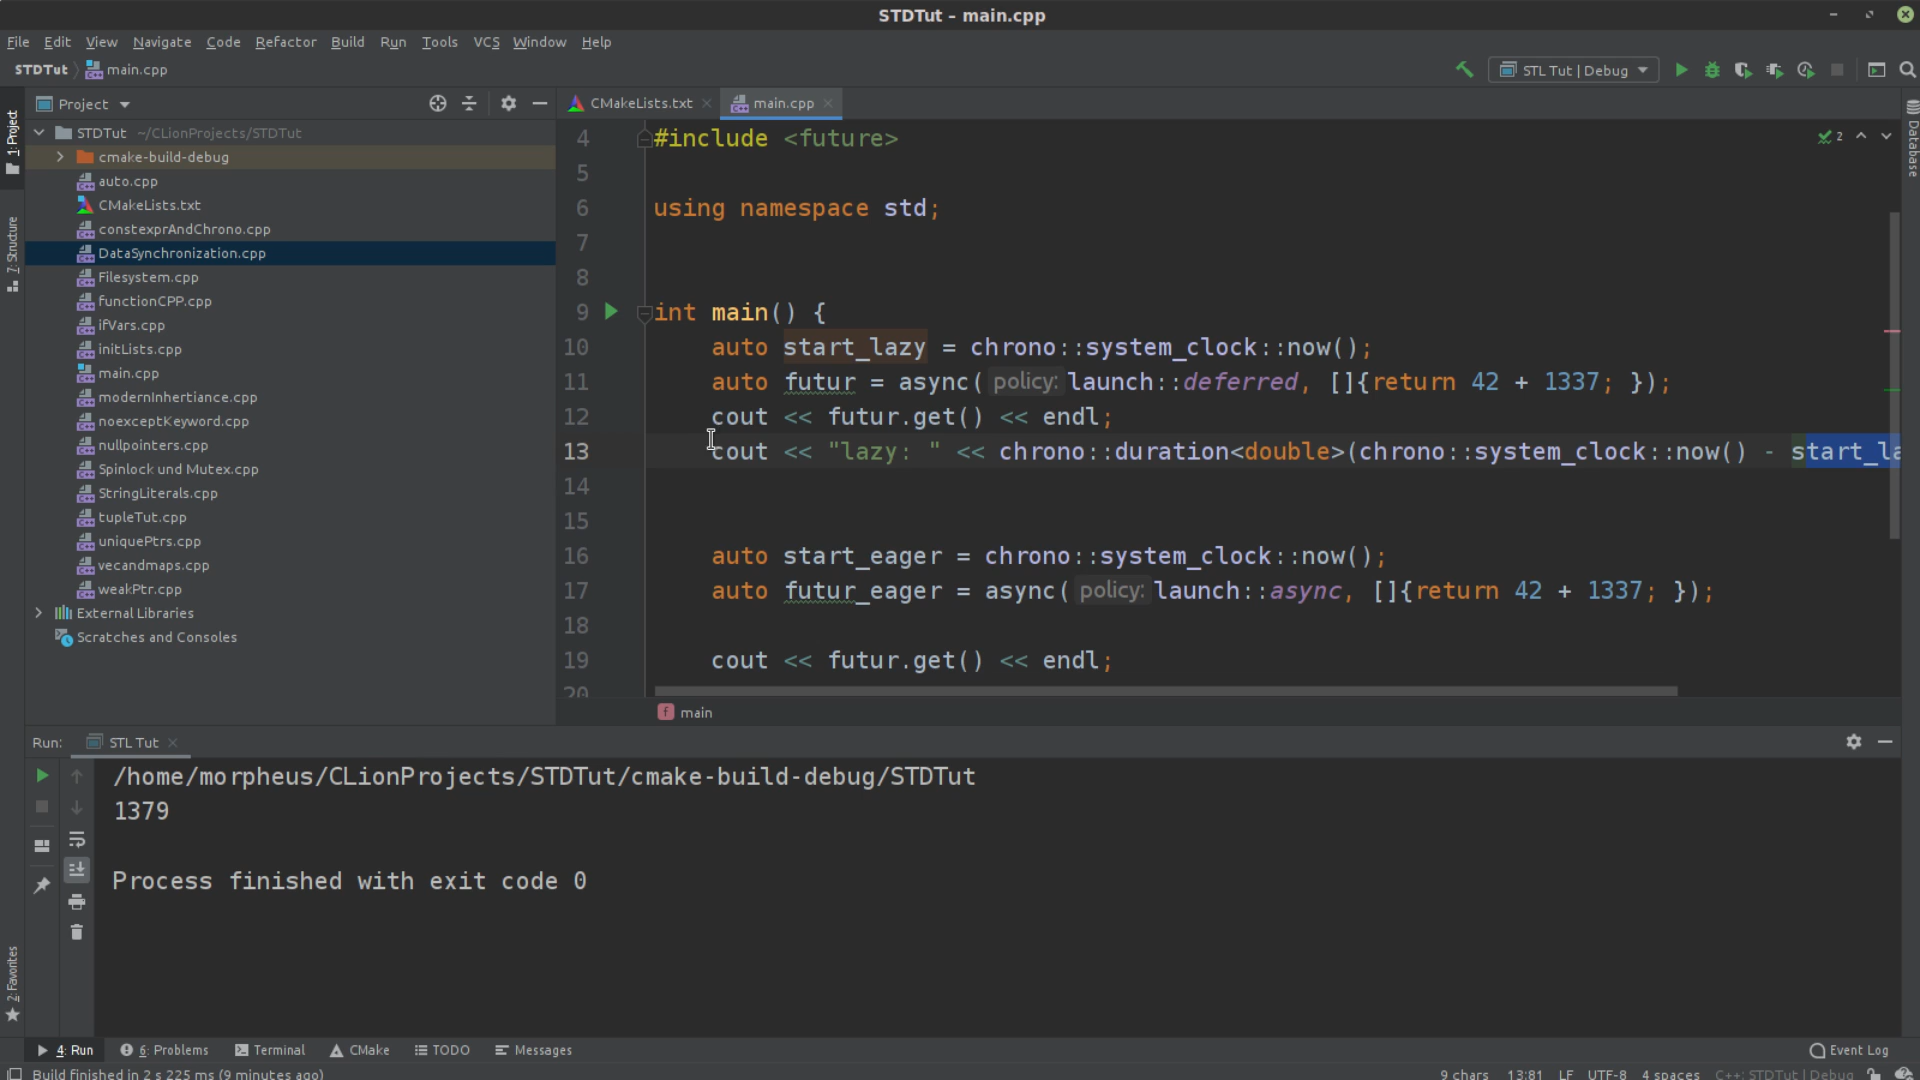 STDTut – main.cpp
File Edit View Navigate Code Refactor Build Run Tools VCS Window Help
STDTut main.cpp STL Tut | Debug
Project CMakeLists.txt main.cpp
1: Project
7: Structure
2: Favorites
Database
STDTut ~/CLionProjects/STDTut
cmake-build-debug
auto.cpp
CMakeLists.txt
constexprAndChrono.cpp
DataSynchronization.cpp
Filesystem.cpp
functionCPP.cpp
ifVars.cpp
initLists.cpp
main.cpp
modernInhertiance.cpp
noexceptKeyword.cpp
nullpointers.cpp
Spinlock und Mutex.cpp
StringLiterals.cpp
tupleTut.cpp
uniquePtrs.cpp
vecandmaps.cpp
weakPtr.cpp
External Libraries
Scratches and Consoles
2
4 #include <future>
5
6 using namespace std;
7
8
9 int main() {
10 auto start_lazy = chrono::system_clock::now();
11 auto futur = async( policy: launch::deferred, []{return 42 + 1337; });
12 cout << futur.get() << endl;
13 cout << "lazy: " << chrono::duration<double>(chrono::system_clock::now() - start_la
14
15
16 auto start_eager = chrono::system_clock::now();
17 auto futur_eager = async( policy: launch::async, []{return 42 + 1337; });
18
19 cout << futur.get() << endl;
20
f main
Run: STL Tut
/home/morpheus/CLionProjects/STDTut/cmake-build-debug/STDTut
1379
Process finished with exit code 0
4: Run 6: Problems Terminal CMake TODO Messages Event Log
Build finished in 2 s 225 ms (9 minutes ago) 9 chars 13:81 LF UTF-8 4 spaces C++: STDTut | Debug